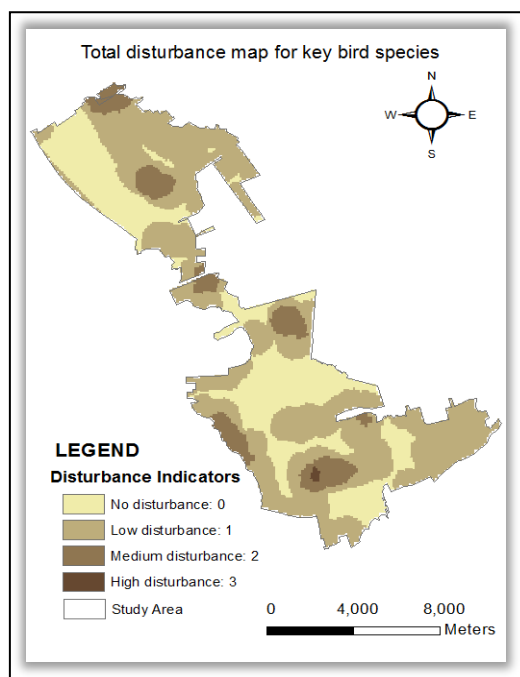 Total disturbance map for key bird species
N
W E
S
LEGEND
Disturbance Indicators
No disturbance: 0
Low disturbance: 1
Medium disturbance: 2
High disturbance: 3
Study Area
0 4,000 8,000
Meters